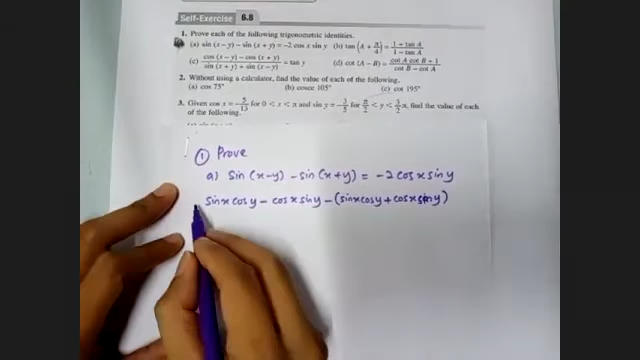 Self-Exercise 6.8
1. Prove each of the following trigonometric identities.
(a) sin (x – y) – sin (x + y) = –2 cos x sin y (b) tan (A + π/4) = (1 + tan A)/(1 – tan A)
(c) (cos (x – y) – cos (x + y))/(sin (x + y) + sin (x – y)) = tan y (d) cot (A – B) = (cot A cot B + 1)/(cot B – cot A)
2. Without using a calculator, find the value of each of the following.
(a) cos 75° (b) cosec 105° (c) cot 195°
3. Given cos x = –5/13 for 0 < x < π and sin y = –3/5 for π/2 < y < 3/2 π, find the value of each
of the following.
① Prove
a) sin (x-y) - sin (x+y) = -2 cos x sin y
sin x cos y - cos x sin y - (sin x cos y + cos x sin y)